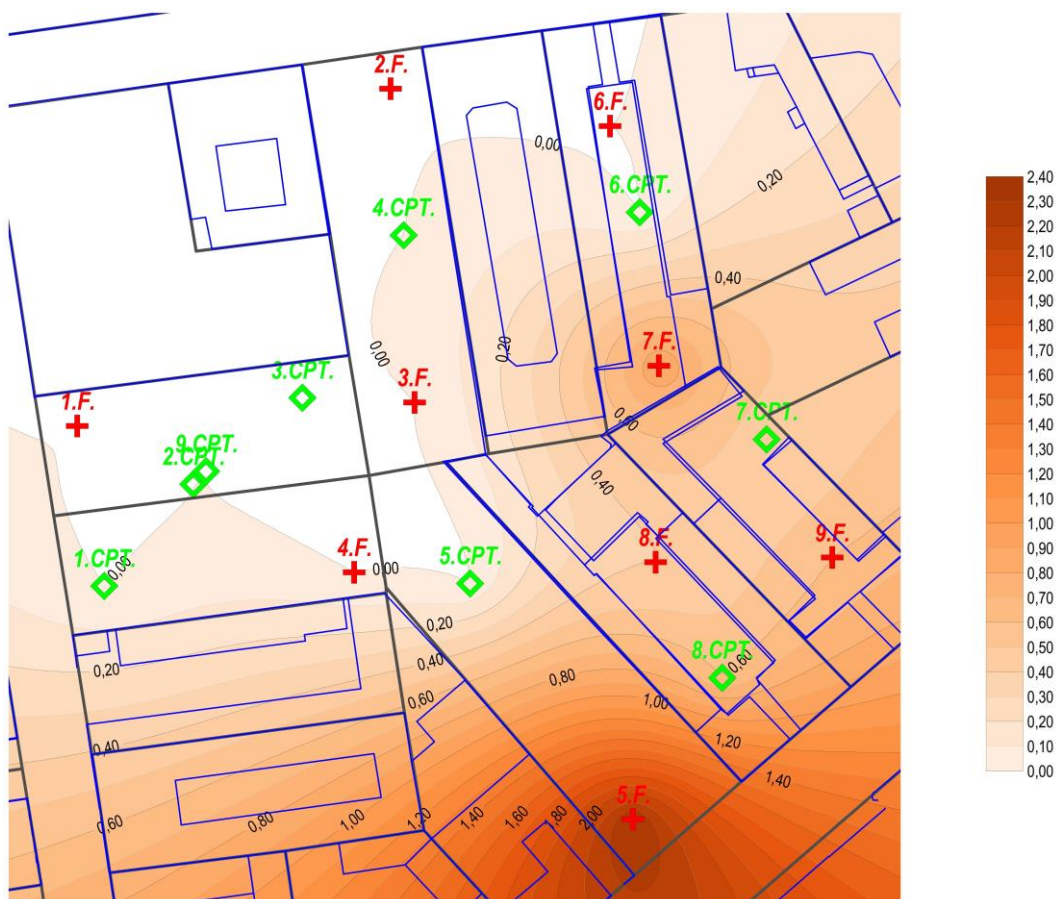 2.F.
6.F.
0,00
0,20
6.CPT.
4.CPT.
0,40
0,00
0,20
7.F.
3.CPT.
3.F.
1.F.
0,60
7.CPT.
9.CPT.
2.CPT.
0,40
8.F.
9.F.
4.F.
0,00
5.CPT.
1.CPT.
0,00
0,20
0,20
0,40
0,60
8.CPT
0,60
0,80
1,00
1,20
0,40
1,40
5.F.
0,60
0,80
1,00
1,20
1,40
1,60
1,80
2,00
2,40
2,30
2,20
2,10
2,00
1,90
1,80
1,70
1,60
1,50
1,40
1,30
1,20
1,10
1,00
0,90
0,80
0,70
0,60
0,50
0,40
0,30
0,20
0,10
0,00